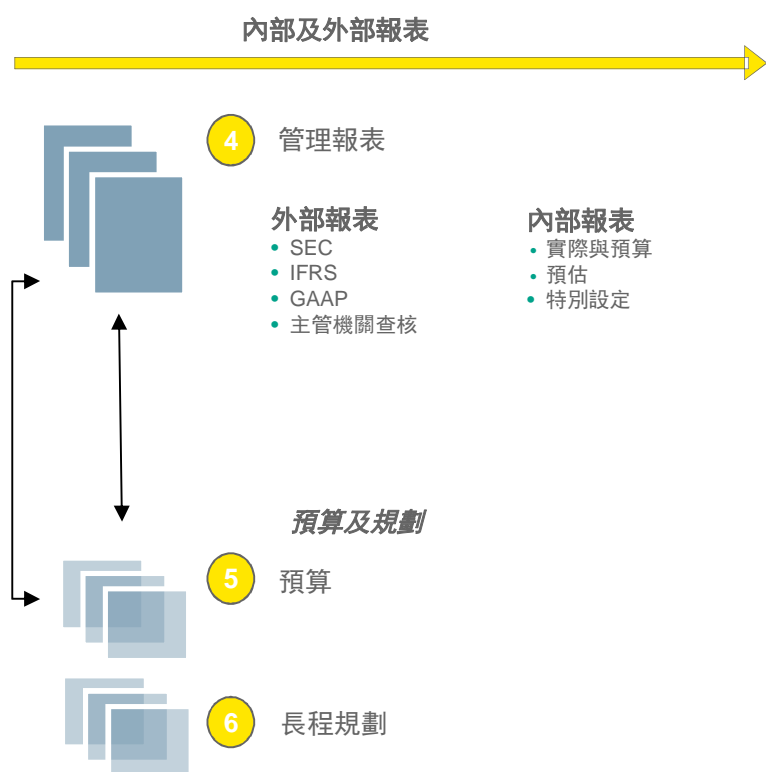 內部及外部報表
4 管理報表
外部報表
• SEC
• IFRS
• GAAP
• 主管機關查核
內部報表
• 實際與預算
• 預估
• 特別設定
預算及規劃
5 預算
6 長程規劃